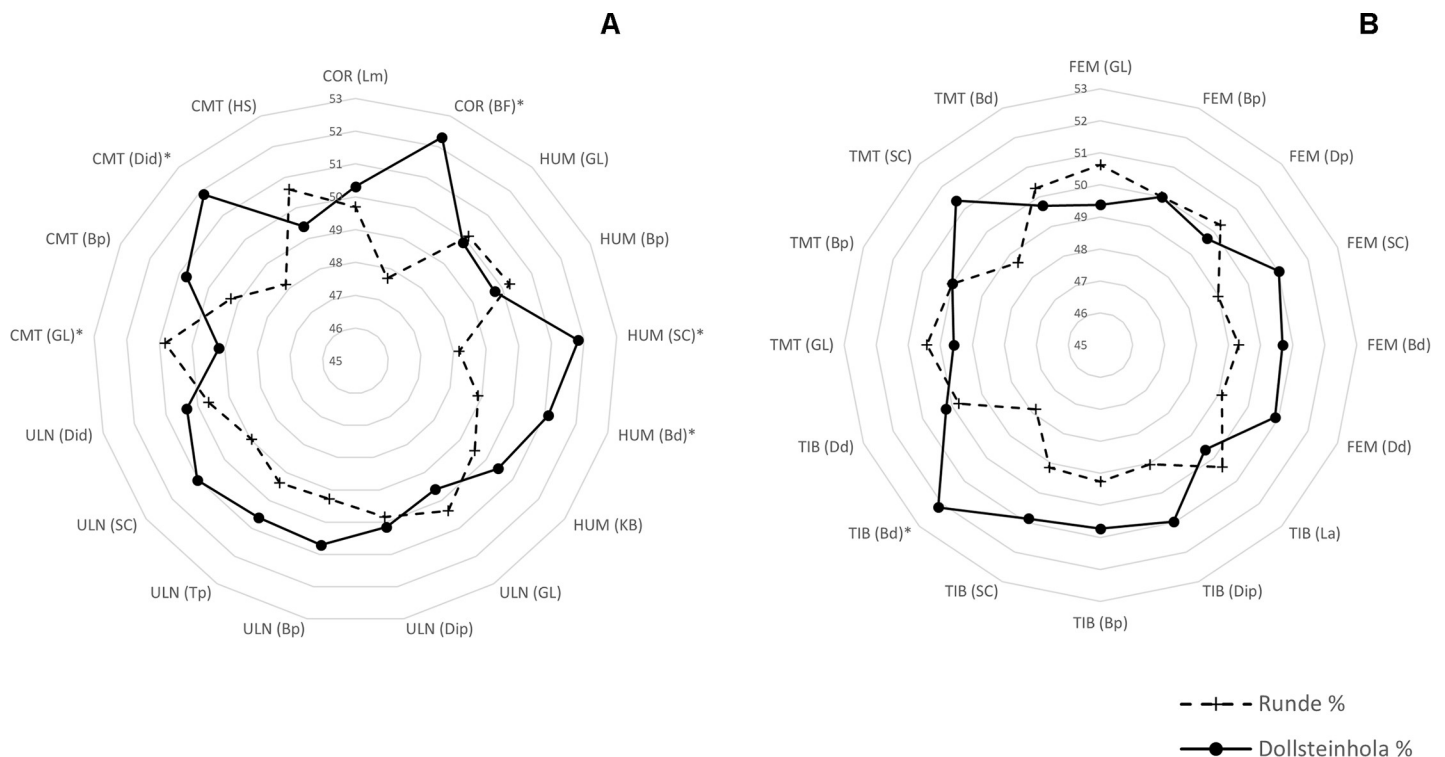 A
COR (Lm)
COR (BF)*
HUM (GL)
HUM (Bp)
HUM (SC)*
HUM (Bd)*
HUM (KB)
ULN (GL)
ULN (Dip)
ULN (Bp)
ULN (Tp)
ULN (SC)
ULN (Did)
CMT (GL)*
CMT (Bp)
CMT (Did)*
CMT (HS)
53
52
51
50
49
48
47
46
45
B
FEM (GL)
FEM (Bp)
FEM (Dp)
FEM (SC)
FEM (Bd)
FEM (Dd)
TIB (La)
TIB (Dip)
TIB (Bp)
TIB (SC)
TIB (Bd)*
TIB (Dd)
TMT (GL)
TMT (Bp)
TMT (SC)
TMT (Bd)
53
52
51
50
49
48
47
46
45
Runde %
Dollsteinhola %